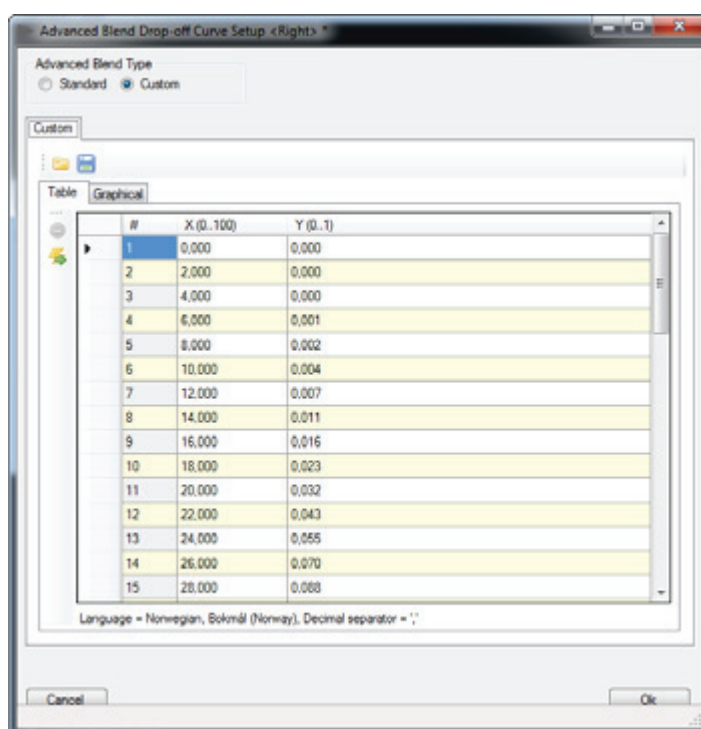 Advanced Blend Drop-off Curve Setup <Right> *
Advanced Blend Type
Standard Custom
Custom
Table Graphical
# X (0..100) Y (0..1)
1 0,000 0,000
2 2,000 0,000
3 4,000 0,000
4 6,000 0,001
5 8,000 0,002
6 10,000 0,004
7 12,000 0,007
8 14,000 0,011
9 16,000 0,016
10 18,000 0,023
11 20,000 0,032
12 22,000 0,043
13 24,000 0,055
14 26,000 0,070
15 28,000 0,088
Language = Norwegian, Bokmål (Norway), Decimal separator = ','
Cancel Ok